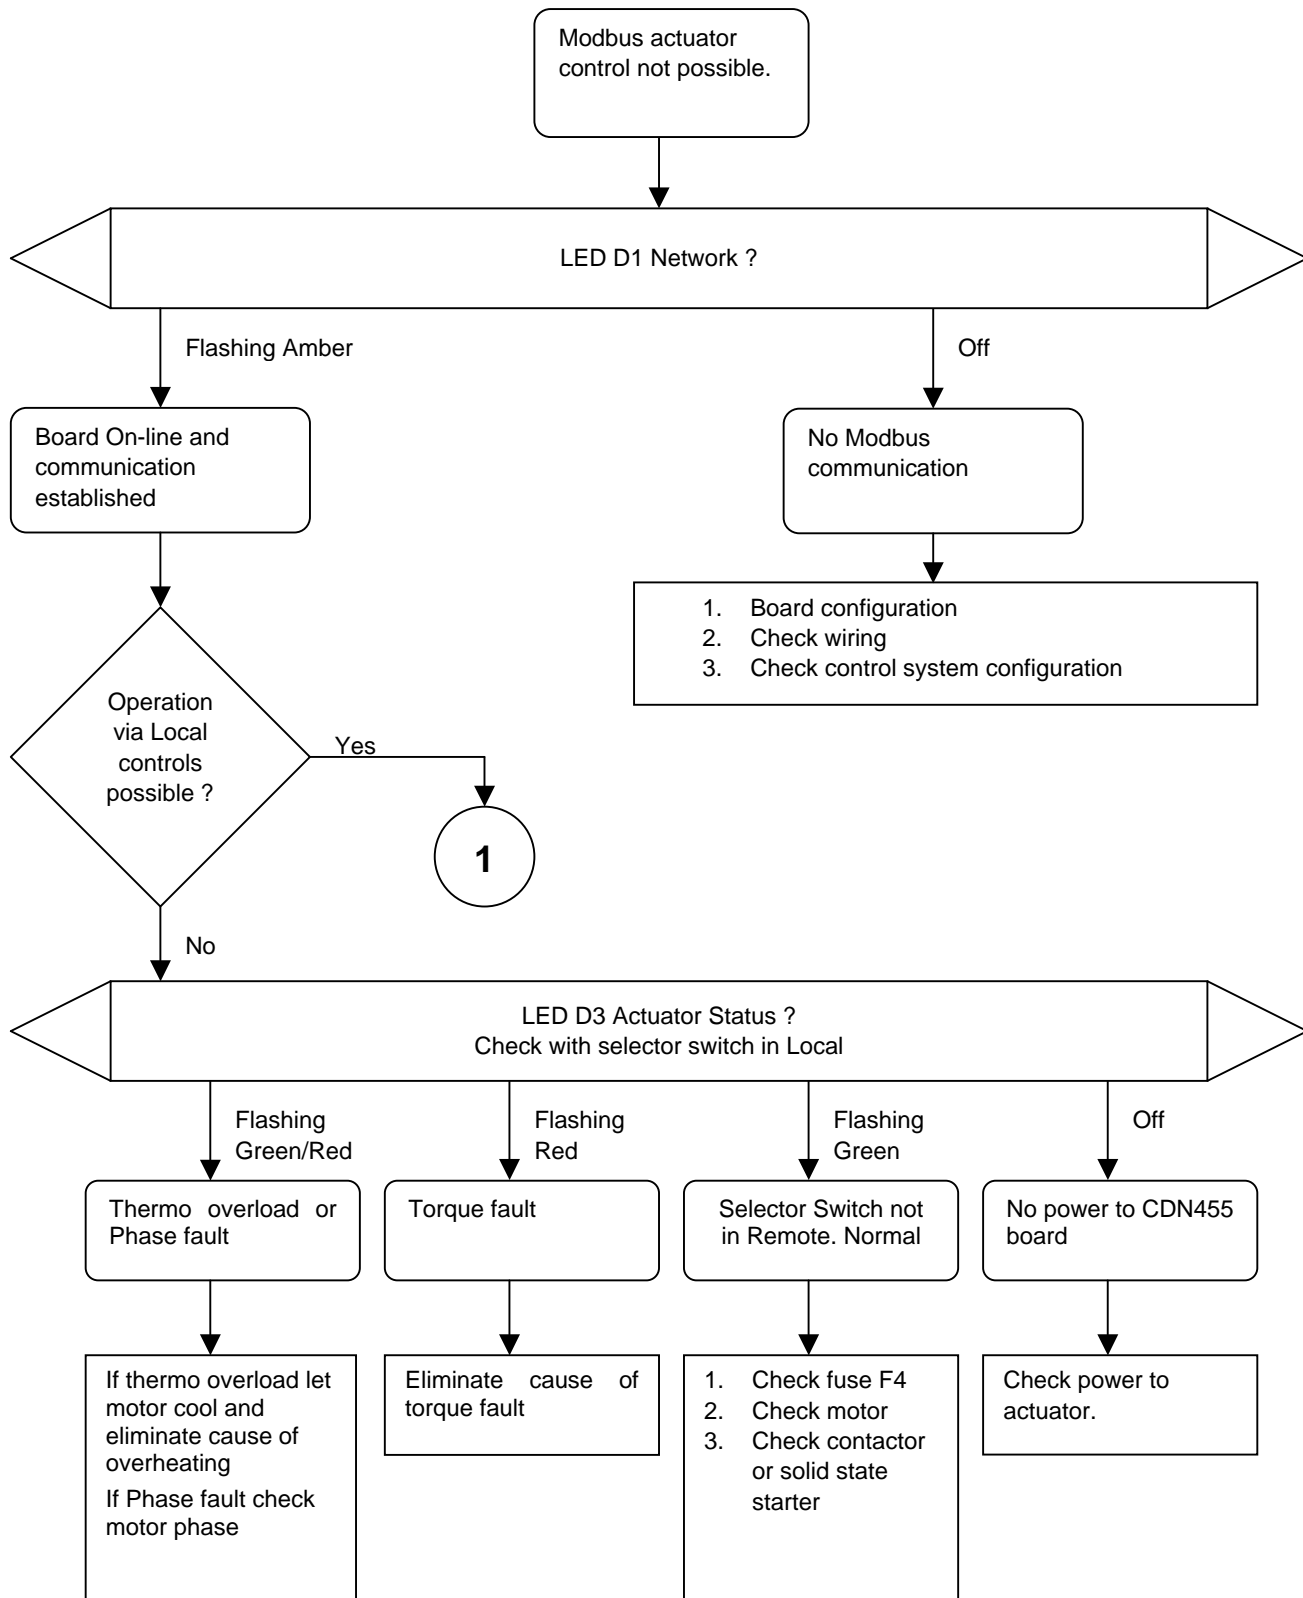 Modbus actuator
control not possible.
LED D1 Network ?
Flashing Amber
Off
Board On-line and
communication
established
No Modbus
communication
1. Board configuration
2. Check wiring
3. Check control system configuration
Operation
via Local
controls
possible ?
Yes
1
No
LED D3 Actuator Status ?
Check with selector switch in Local
Flashing
Green/Red
Flashing
Red
Flashing
Green
Off
Thermo overload or
Phase fault
Torque fault
Selector Switch not
in Remote. Normal
No power to CDN455
board
If thermo overload let
motor cool and
eliminate cause of
overheating
If Phase fault check
motor phase
Eliminate cause of
torque fault
1. Check fuse F4
2. Check motor
3. Check contactor
or solid state
starter
Check power to
actuator.